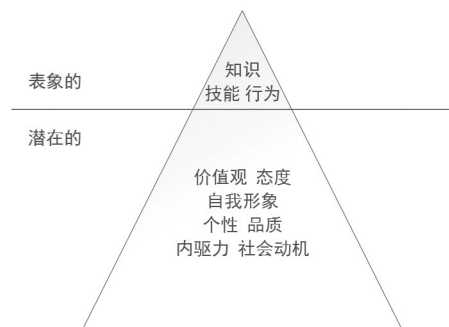 表象的
知识
技能 行为
潜在的
价值观 态度
自我形象
个性 品质
内驱力 社会动机